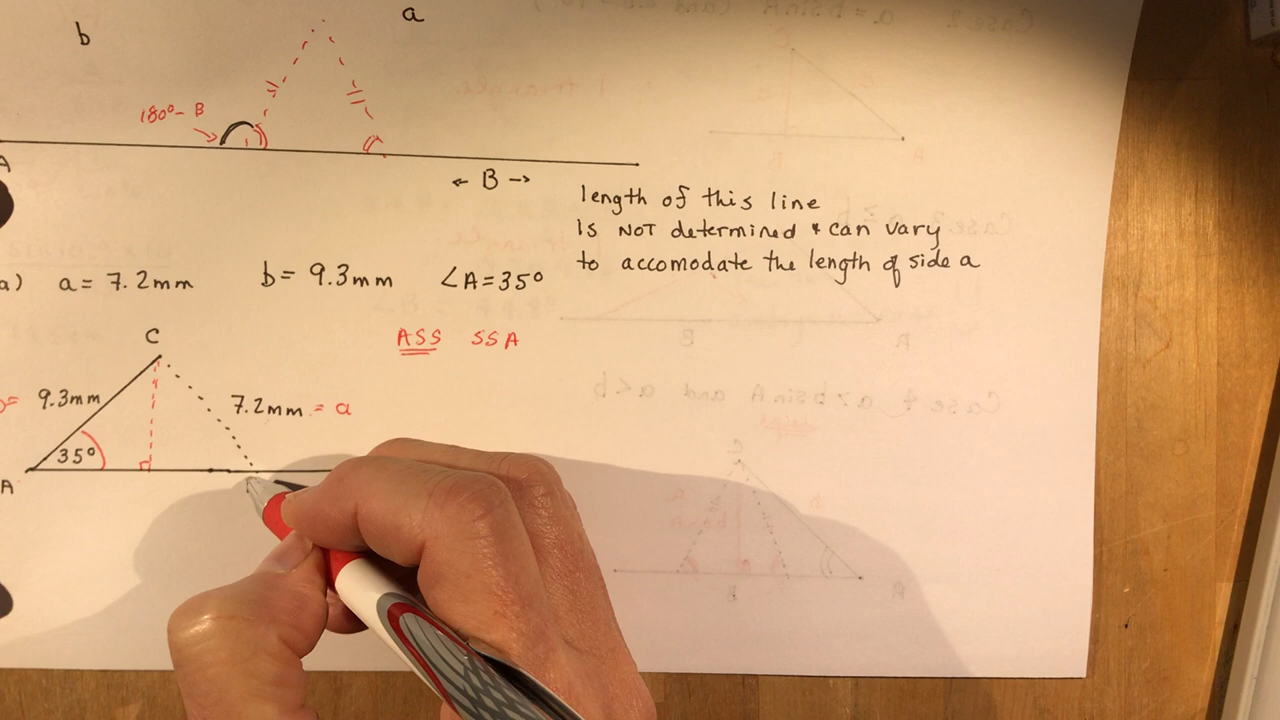 b
a
180° - B
A
← B →
length of this line
is NOT determined & can vary
to accomodate the length of side a
a) a = 7.2mm b = 9.3mm ∠A = 35°
ASS SSA
C
= 9.3mm
7.2mm = a
35°
A